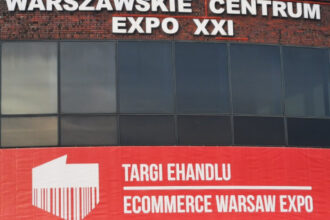 WARSZAWSKIE CENTRUM
EXPO XXI
TARGI EHANDLU
ECOMMERCE WARSAW EXPO